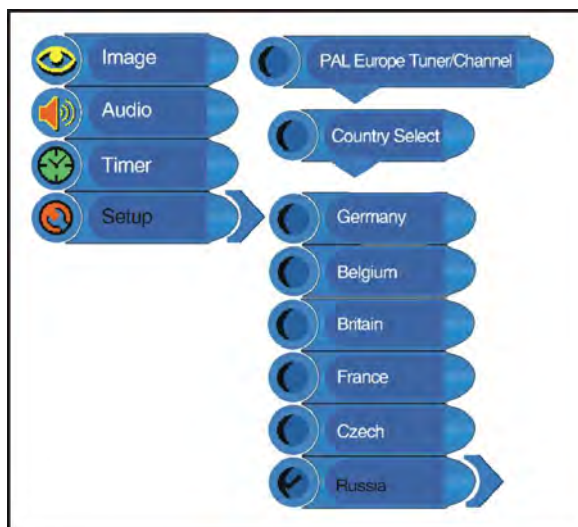 Image
Audio
Timer
Setup
PAL Europe Tuner/Channel
Country Select
Germany
Belgium
Britain
France
Czech
Russia